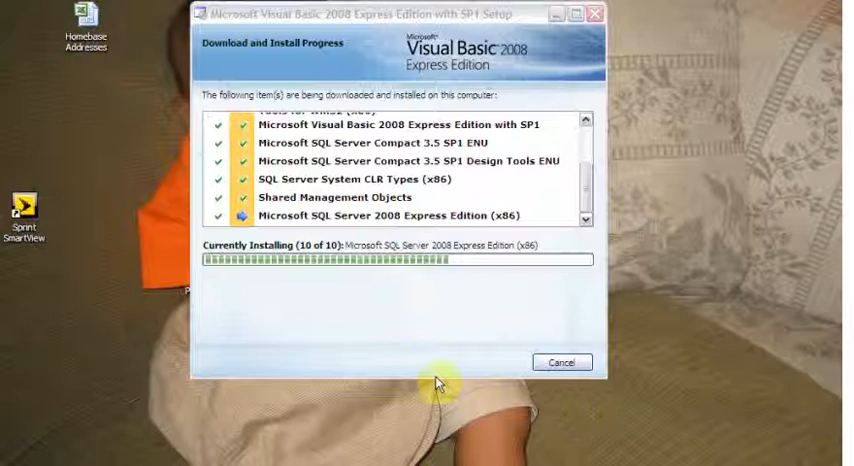 Homebase
Addresses
Microsoft Visual Basic 2008 Express Edition with SP1 Setup
Download and Install Progress
Microsoft
Visual Basic 2008
Express Edition
The following item(s) are being downloaded and installed on this computer:
Tools for Win32 (x86)
Microsoft Visual Basic 2008 Express Edition with SP1
Microsoft SQL Server Compact 3.5 SP1 ENU
Microsoft SQL Server Compact 3.5 SP1 Design Tools ENU
SQL Server System CLR Types (x86)
Shared Management Objects
Microsoft SQL Server 2008 Express Edition (x86)
Currently Installing (10 of 10): Microsoft SQL Server 2008 Express Edition (x86)
Cancel
Sprint
SmartView